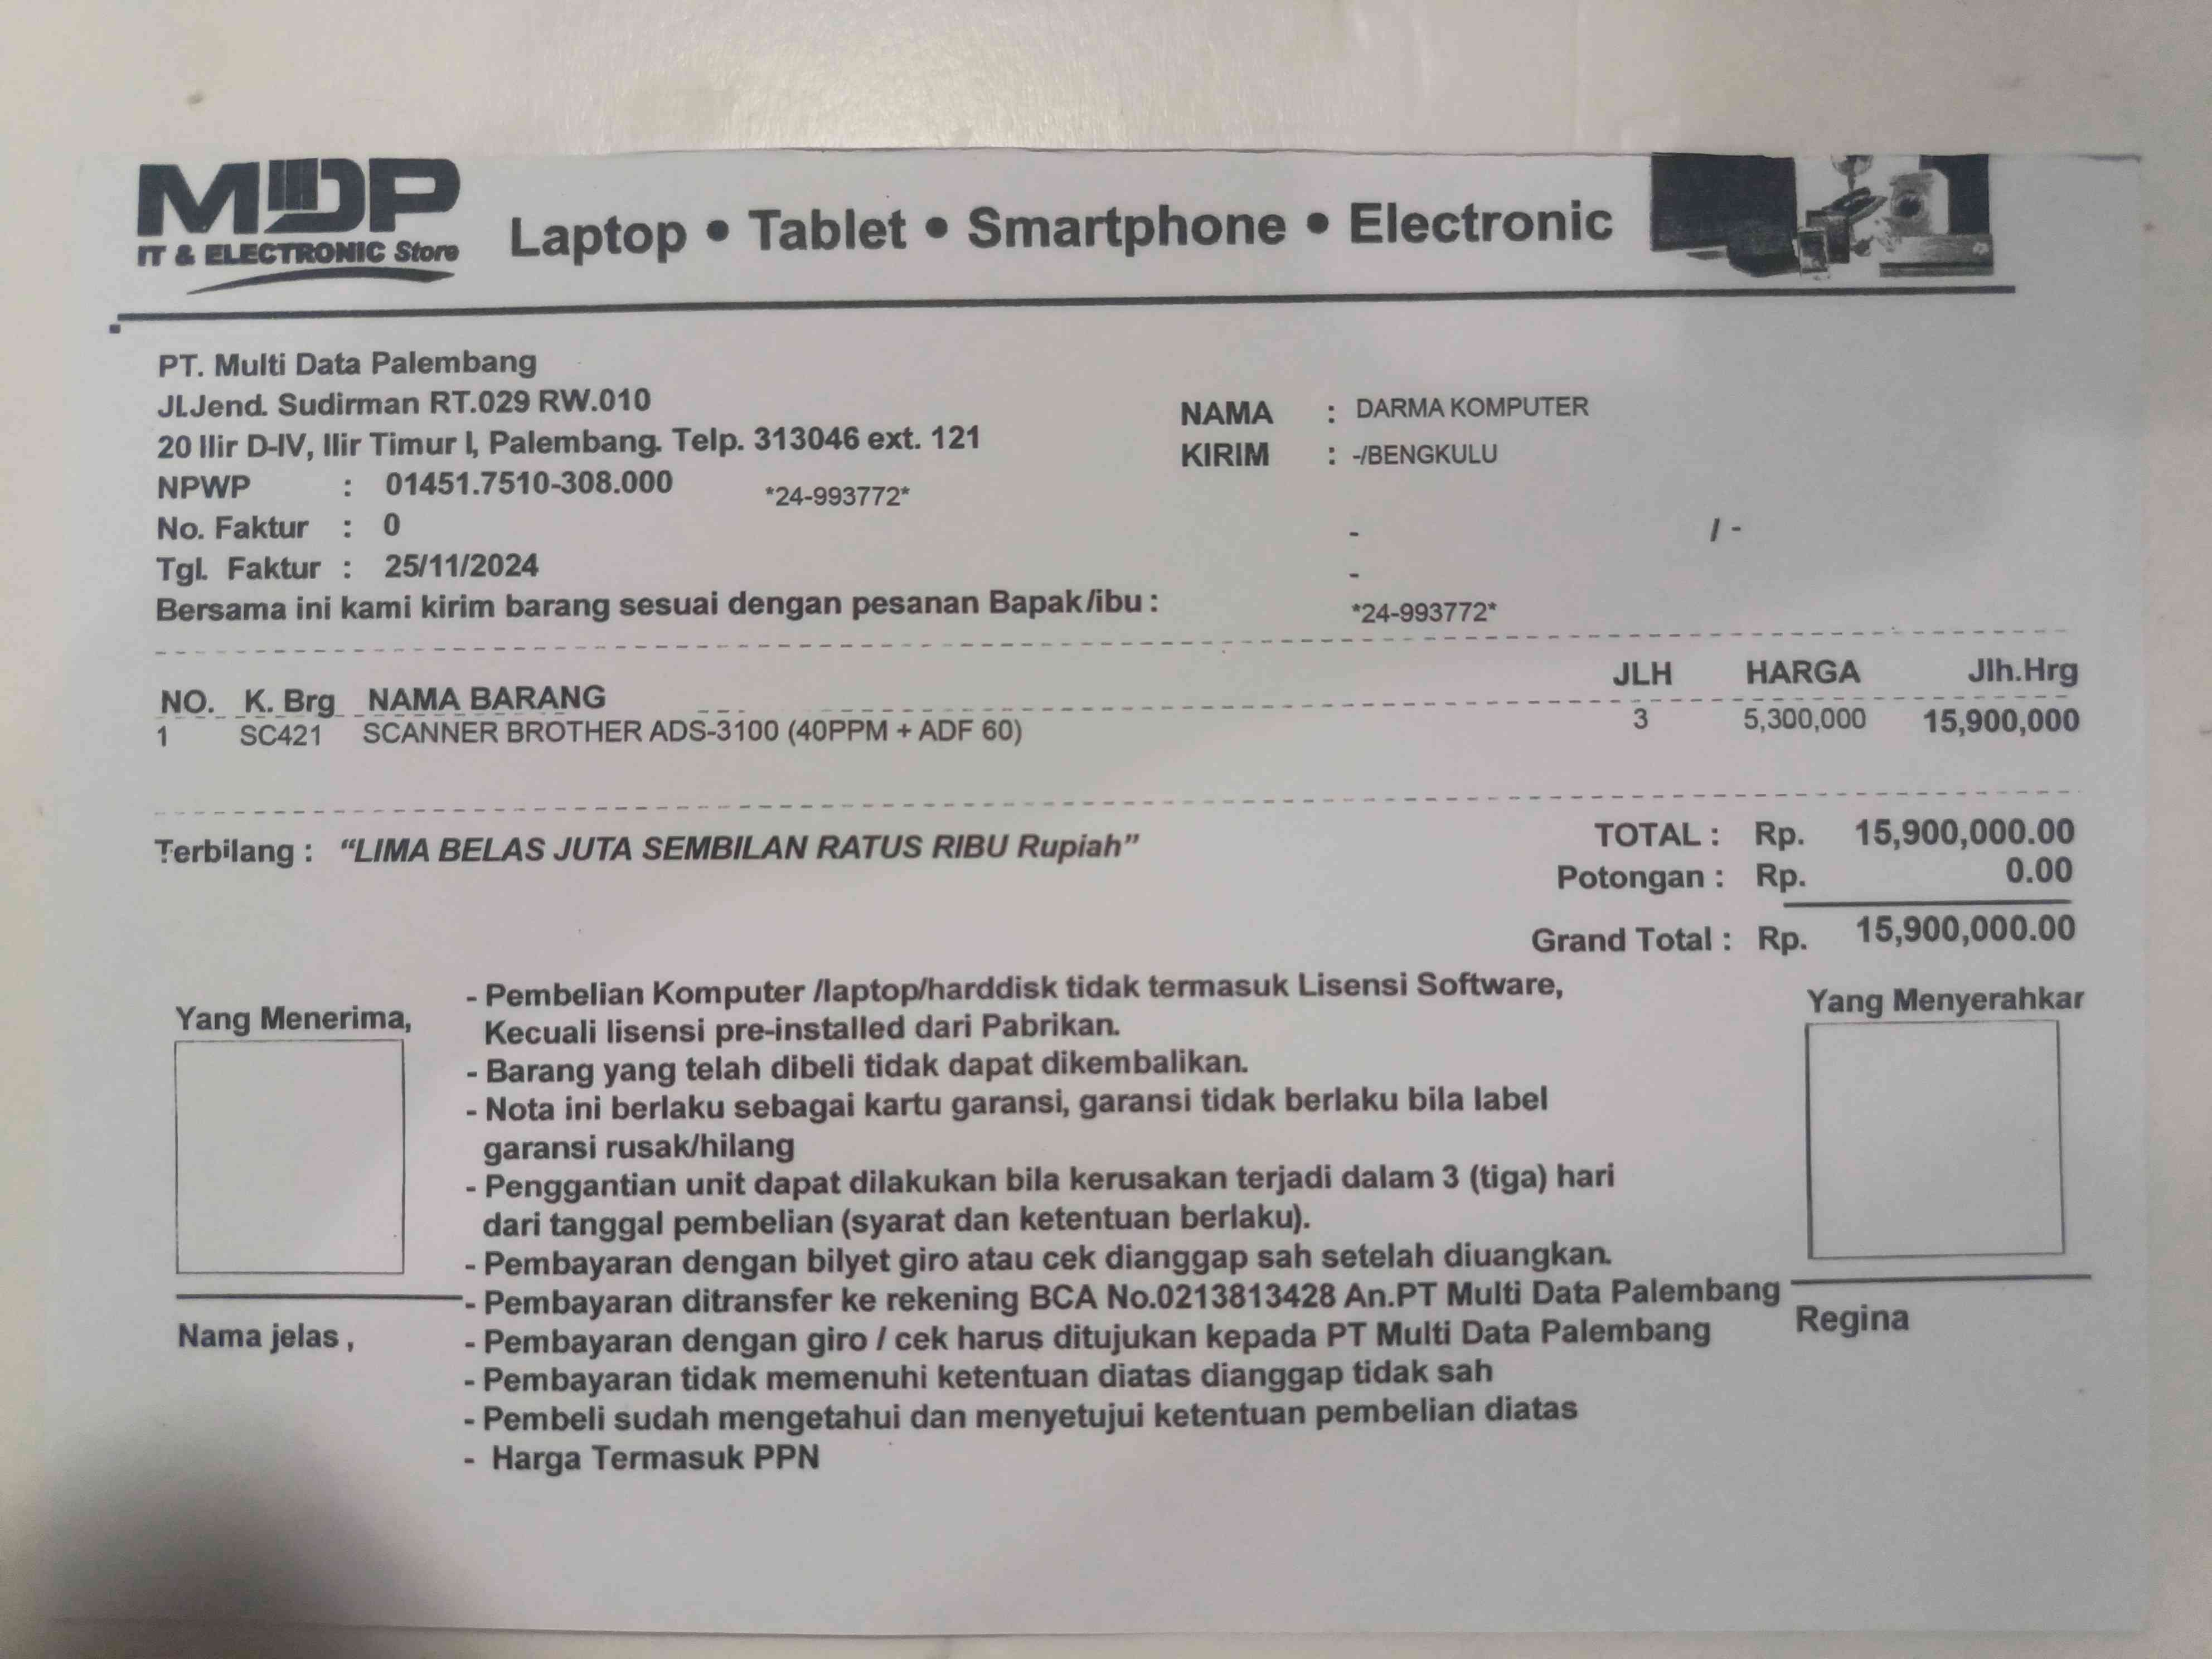 MDP
IT & ELECTRONIC Store
Laptop • Tablet • Smartphone • Electronic
PT. Multi Data Palembang
Jl.Jend. Sudirman RT.029 RW.010
20 Ilir D-IV, Ilir Timur I, Palembang. Telp. 313046 ext. 121
NPWP : 01451.7510-308.000 *24-993772*
No. Faktur : 0
Tgl. Faktur : 25/11/2024
Bersama ini kami kirim barang sesuai dengan pesanan Bapak/ibu :
NAMA : DARMA KOMPUTER
KIRIM : -/BENGKULU
- / -
-
*24-993772*
NO. K. Brg NAMA BARANG JLH HARGA Jlh.Hrg
1 SC421 SCANNER BROTHER ADS-3100 (40PPM + ADF 60) 3 5,300,000 15,900,000
Terbilang : “LIMA BELAS JUTA SEMBILAN RATUS RIBU Rupiah”
TOTAL : Rp. 15,900,000.00
Potongan : Rp. 0.00
Grand Total : Rp. 15,900,000.00
Yang Menerima,
Nama jelas ,
- Pembelian Komputer /laptop/harddisk tidak termasuk Lisensi Software,
Kecuali lisensi pre-installed dari Pabrikan.
- Barang yang telah dibeli tidak dapat dikembalikan.
- Nota ini berlaku sebagai kartu garansi, garansi tidak berlaku bila label
garansi rusak/hilang
- Penggantian unit dapat dilakukan bila kerusakan terjadi dalam 3 (tiga) hari
dari tanggal pembelian (syarat dan ketentuan berlaku).
- Pembayaran dengan bilyet giro atau cek dianggap sah setelah diuangkan.
- Pembayaran ditransfer ke rekening BCA No.0213813428 An.PT Multi Data Palembang
- Pembayaran dengan giro / cek harus ditujukan kepada PT Multi Data Palembang
- Pembayaran tidak memenuhi ketentuan diatas dianggap tidak sah
- Pembeli sudah mengetahui dan menyetujui ketentuan pembelian diatas
- Harga Termasuk PPN
Yang Menyerahkar
Regina